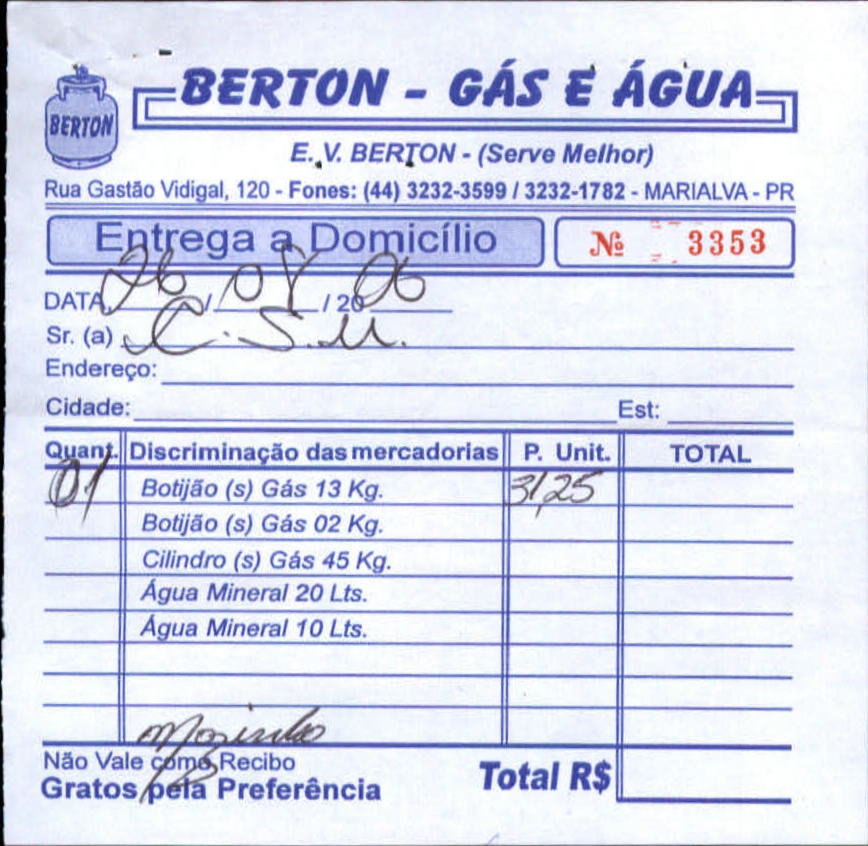 BERTON - GÁS E ÁGUA
BERTON
E. V. BERTON - (Serve Melhor)
Rua Gastão Vidigal, 120 - Fones: (44) 3232-3599 / 3232-1782 - MARIALVA - PR
Entrega a Domicílio Nº 3353
DATA 26 / 08 / 2006
Sr. (a) C.S.U.
Endereço:
Cidade: Est:
Quant. Discriminação das mercadorias P. Unit. TOTAL
01 Botijão (s) Gás 13 Kg. 31,25
Botijão (s) Gás 02 Kg.
Cilindro (s) Gás 45 Kg.
Água Mineral 20 Lts.
Água Mineral 10 Lts.
Não Vale como Recibo
Gratos pela Preferência Total R$